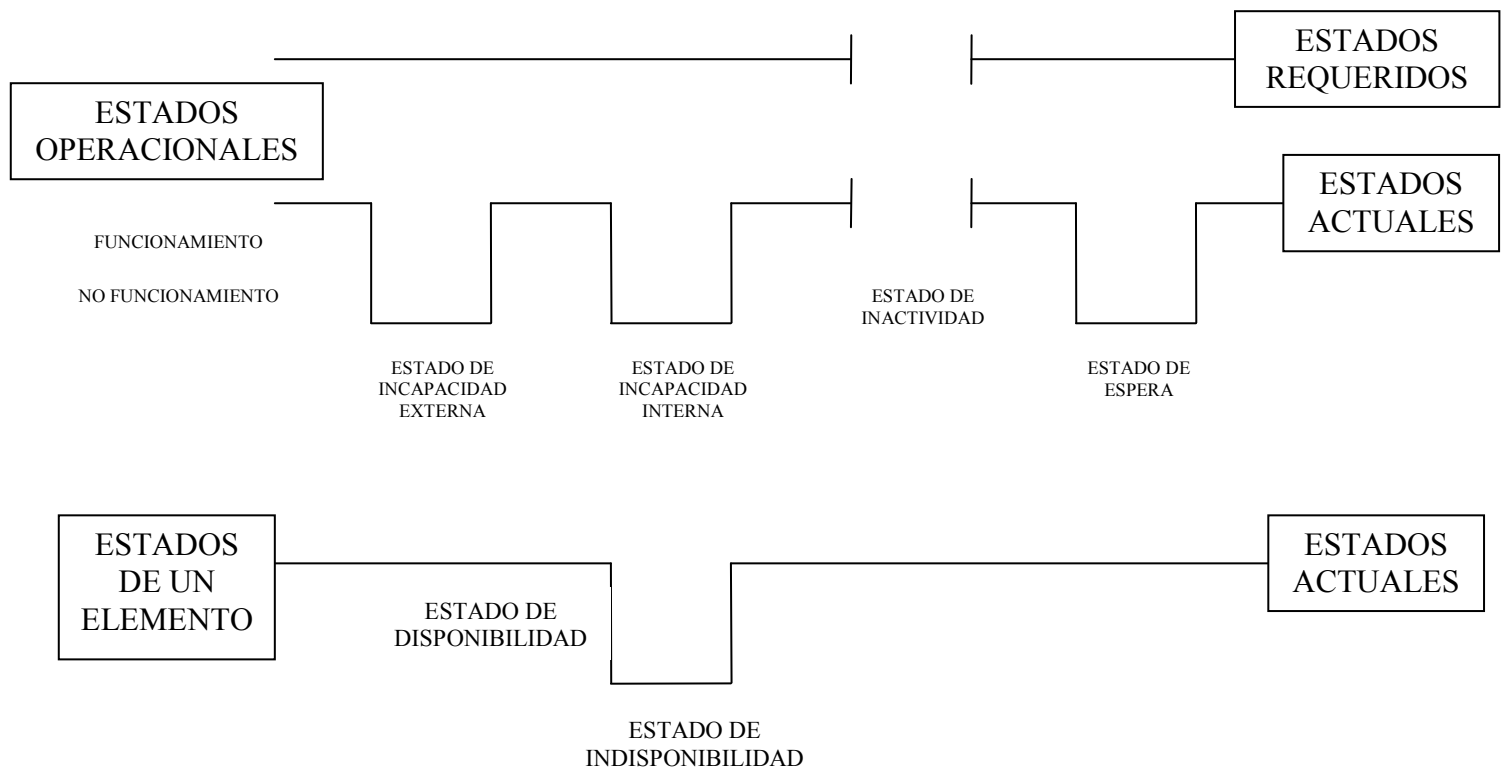 ESTADOS
REQUERIDOS
ESTADOS
OPERACIONALES
ESTADOS
ACTUALES
FUNCIONAMIENTO
NO FUNCIONAMIENTO
ESTADO DE
INACTIVIDAD
ESTADO DE
INCAPACIDAD
EXTERNA
ESTADO DE
INCAPACIDAD
INTERNA
ESTADO DE
ESPERA
ESTADOS
DE UN
ELEMENTO
ESTADOS
ACTUALES
ESTADO DE
DISPONIBILIDAD
ESTADO DE
INDISPONIBILIDAD